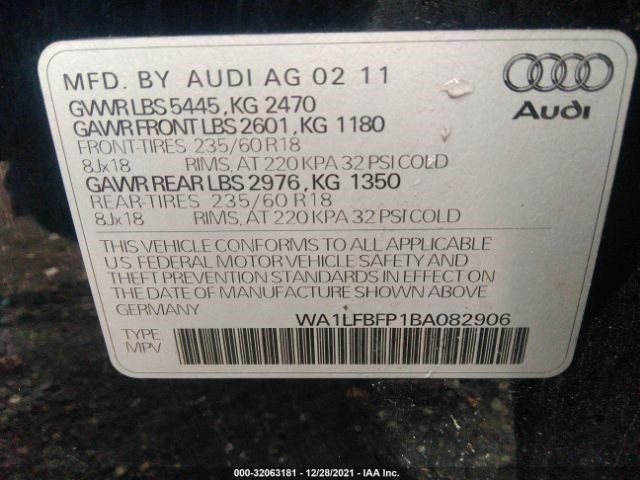 MFD. BY AUDI AG 02 11
GVWR LBS 5445, KG 2470
GAWR FRONT LBS 2601, KG 1180
FRONT-TIRES 235/60 R18
8Jx18 RIMS, AT 220 KPA 32 PSI COLD
GAWR REAR LBS 2976, KG 1350
REAR-TIRES 235/60 R18
8Jx18 RIMS, AT 220 KPA 32 PSI COLD
THIS VEHICLE CONFORMS TO ALL APPLICABLE
U.S FEDERAL MOTOR VEHICLE SAFETY AND
THEFT PREVENTION STANDARDS IN EFFECT ON
THE DATE OF MANUFACTURE SHOWN ABOVE
GERMANY
WA1LFBFP1BA082906
TYPE
MPV
Audi
000-32063181 - 12/28/2021 - IAA Inc.